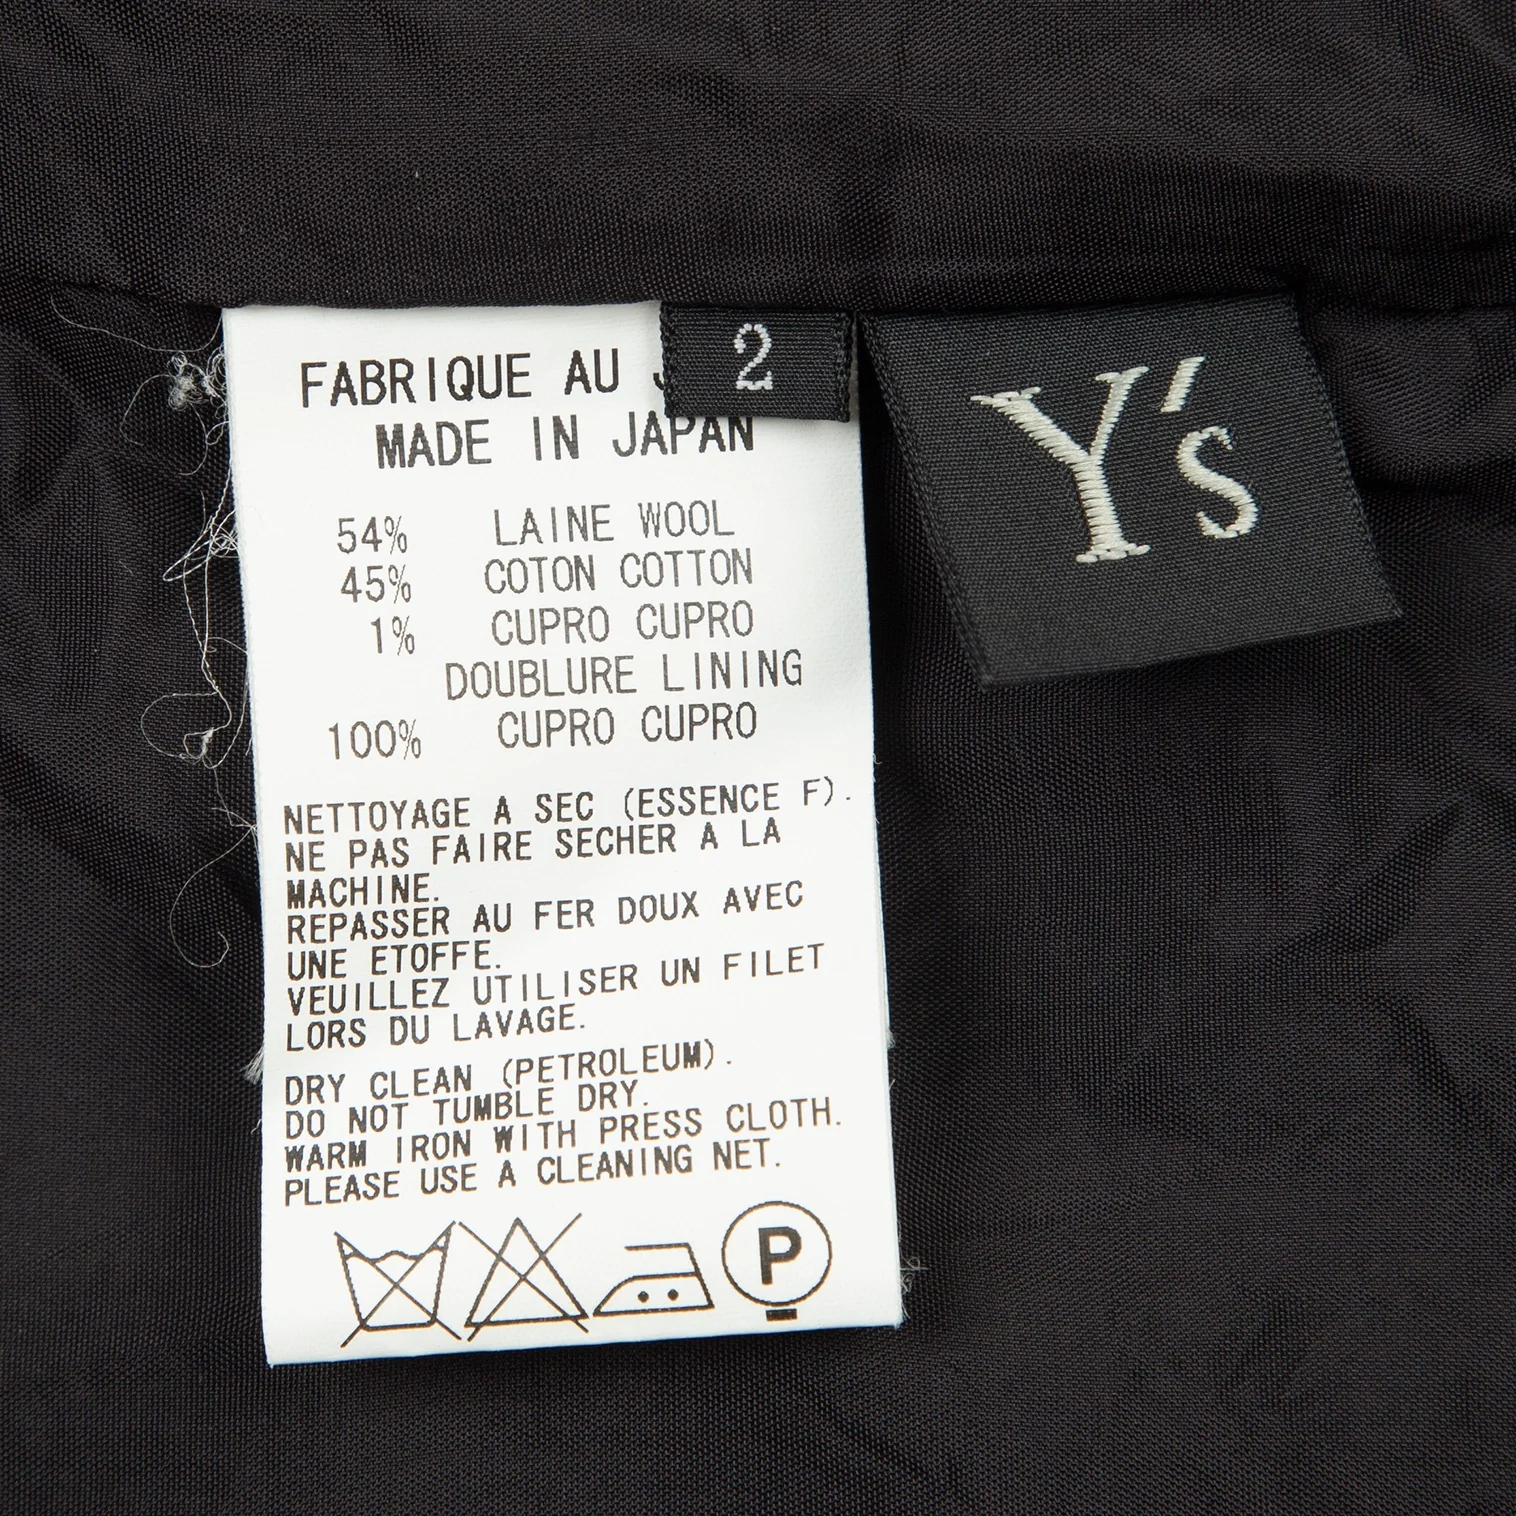 FABRIQUE AU
2
MADE IN JAPAN
Y's
54% LAINE WOOL
45% COTON COTTON
1% CUPRO CUPRO
DOUBLURE LINING
100% CUPRO CUPRO
NETTOYAGE A SEC (ESSENCE F).
NE PAS FAIRE SECHER A LA
MACHINE.
REPASSER AU FER DOUX AVEC
UNE ETOFFE.
VEUILLEZ UTILISER UN FILET
LORS DU LAVAGE.
DRY CLEAN (PETROLEUM).
DO NOT TUMBLE DRY.
WARM IRON WITH PRESS CLOTH.
PLEASE USE A CLEANING NET.
P